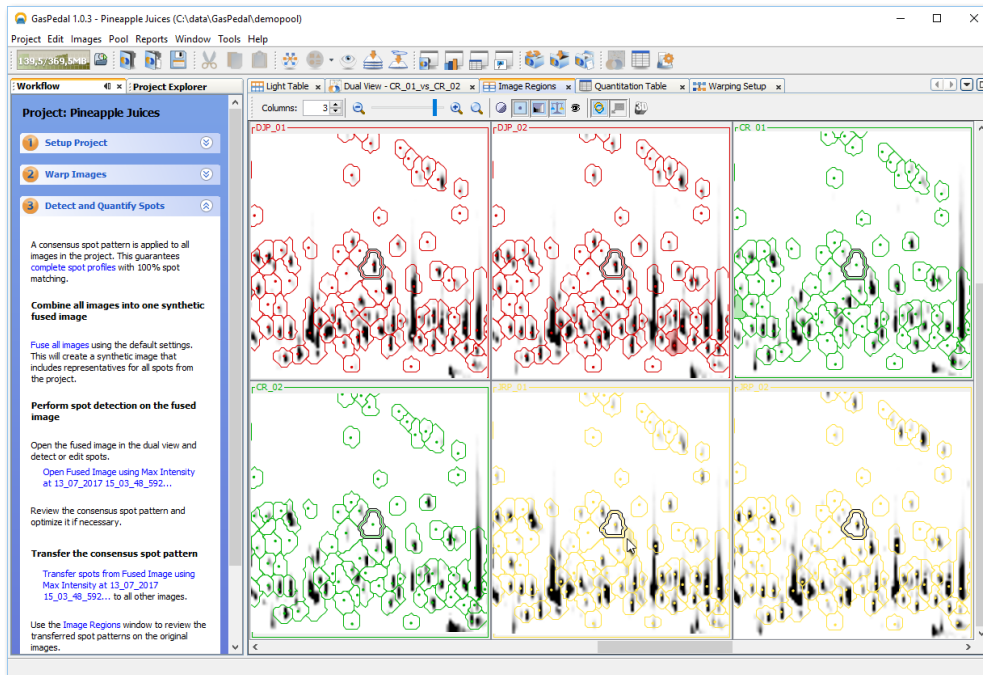 GasPedal 1.0.3 - Pineapple Juices (C:\data\GasPedal\demopool)
Project Edit Images Pool Reports Window Tools Help
139,5/369,5MB
Workflow Project Explorer
Light Table Dual View - CR_01_vs_CR_02 Image Regions Quantitation Table Warping Setup
Columns: 3
Project: Pineapple Juices
1 Setup Project
2 Warp Images
3 Detect and Quantify Spots
A consensus spot pattern is applied to all
images in the project. This guarantees
complete spot profiles with 100% spot
matching.
Combine all images into one synthetic
fused image
Fuse all images using the default settings.
This will create a synthetic image that
includes representatives for all spots from
the project.
Perform spot detection on the fused
image
Open the fused image in the dual view and
detect or edit spots.
Open Fused Image using Max Intensity
at 13_07_2017 15_03_48_592...
Review the consensus spot pattern and
optimize it if necessary.
Transfer the consensus spot pattern
Transfer spots from Fused Image using
Max Intensity at 13_07_2017
15_03_48_592... to all other images.
Use the Image Regions window to review the
transferred spot patterns on the original
images.
DJP_01
DJP_02
CR_01
CR_02
JRP_01
JRP_02